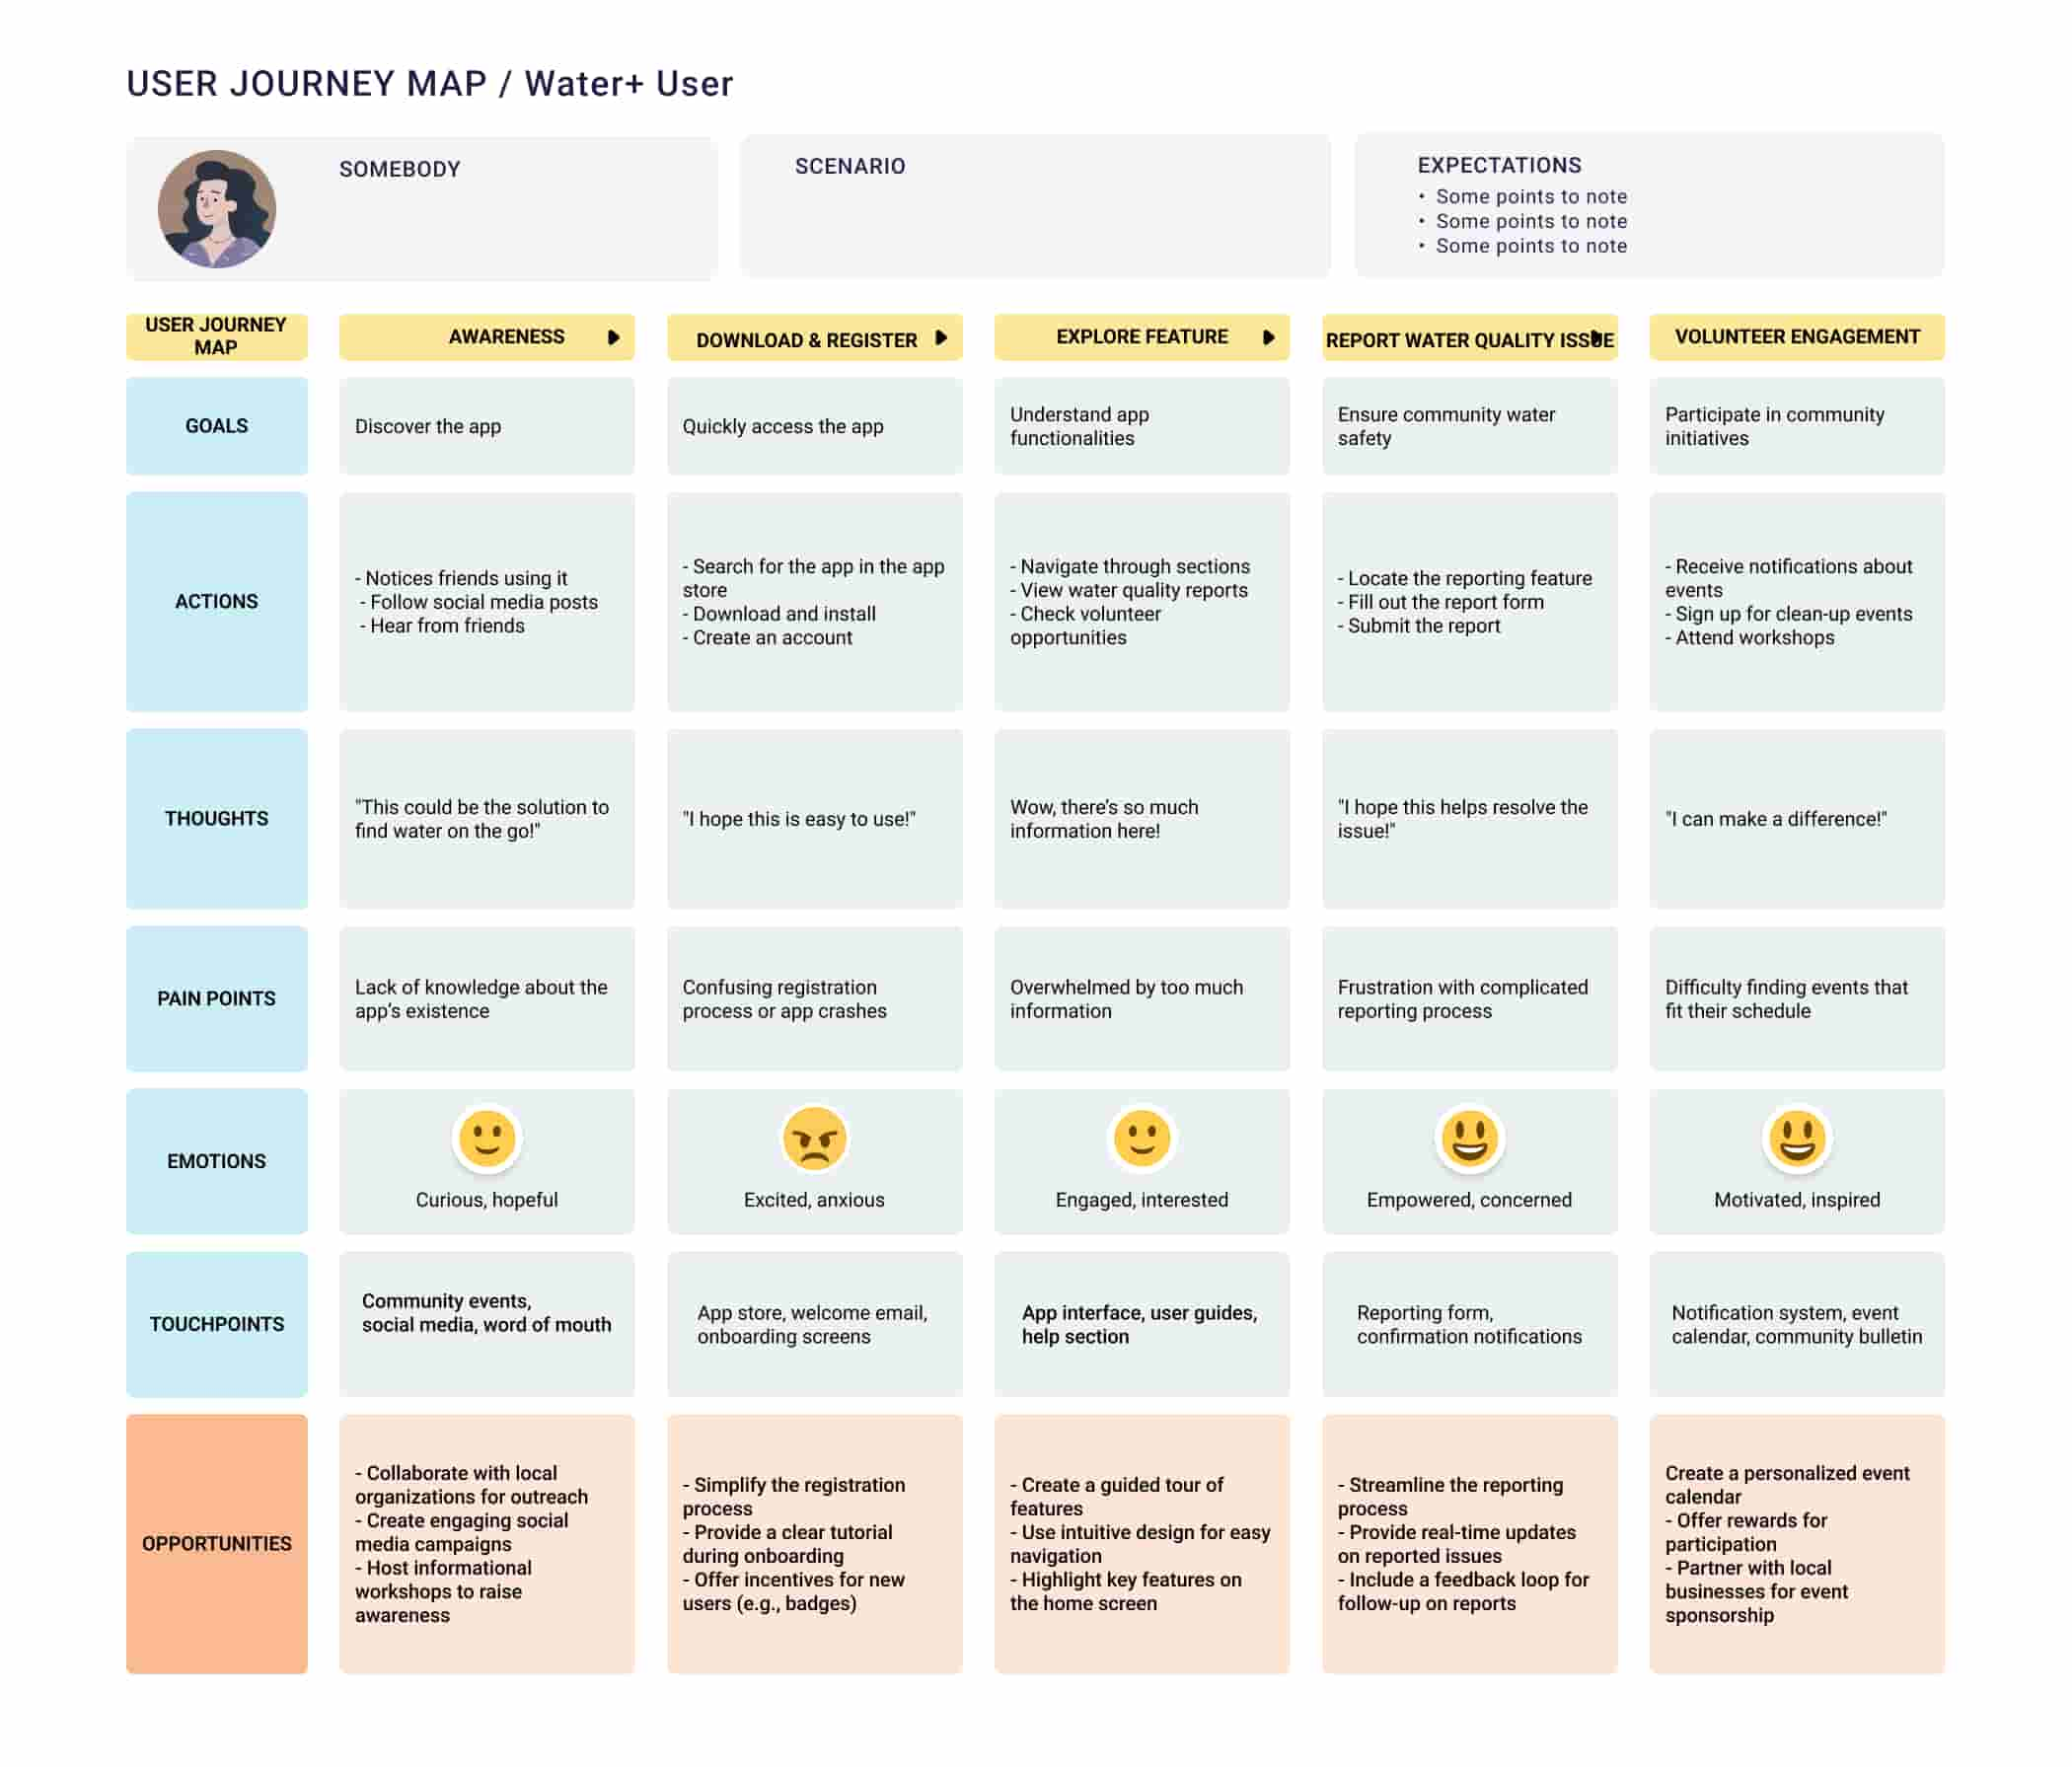 USER JOURNEY MAP / Water+ User
SOMEBODY
SCENARIO
EXPECTATIONS
• Some points to note
• Some points to note
• Some points to note
USER JOURNEY
MAP
AWARENESS
DOWNLOAD & REGISTER
EXPLORE FEATURE
REPORT WATER QUALITY ISSUE
VOLUNTEER ENGAGEMENT
GOALS
Discover the app
Quickly access the app
Understand app
functionalities
Ensure community water
safety
Participate in community
initiatives
ACTIONS
- Notices friends using it
- Follow social media posts
- Hear from friends
- Search for the app in the app
store
- Download and install
- Create an account
- Navigate through sections
- View water quality reports
- Check volunteer
opportunities
- Locate the reporting feature
- Fill out the report form
- Submit the report
- Receive notifications about
events
- Sign up for clean-up events
- Attend workshops
THOUGHTS
"This could be the solution to
find water on the go!"
"I hope this is easy to use!"
Wow, there’s so much
information here!
"I hope this helps resolve the
issue!"
"I can make a difference!"
PAIN POINTS
Lack of knowledge about the
app’s existence
Confusing registration
process or app crashes
Overwhelmed by too much
information
Frustration with complicated
reporting process
Difficulty finding events that
fit their schedule
EMOTIONS
Curious, hopeful
Excited, anxious
Engaged, interested
Empowered, concerned
Motivated, inspired
TOUCHPOINTS
Community events,
social media, word of mouth
App store, welcome email,
onboarding screens
App interface, user guides,
help section
Reporting form,
confirmation notifications
Notification system, event
calendar, community bulletin
OPPORTUNITIES
- Collaborate with local
organizations for outreach
- Create engaging social
media campaigns
- Host informational
workshops to raise
awareness
- Simplify the registration
process
- Provide a clear tutorial
during onboarding
- Offer incentives for new
users (e.g., badges)
- Create a guided tour of
features
- Use intuitive design for easy
navigation
- Highlight key features on
the home screen
- Streamline the reporting
process
- Provide real-time updates
on reported issues
- Include a feedback loop for
follow-up on reports
Create a personalized event
calendar
- Offer rewards for
participation
- Partner with local
businesses for event
sponsorship